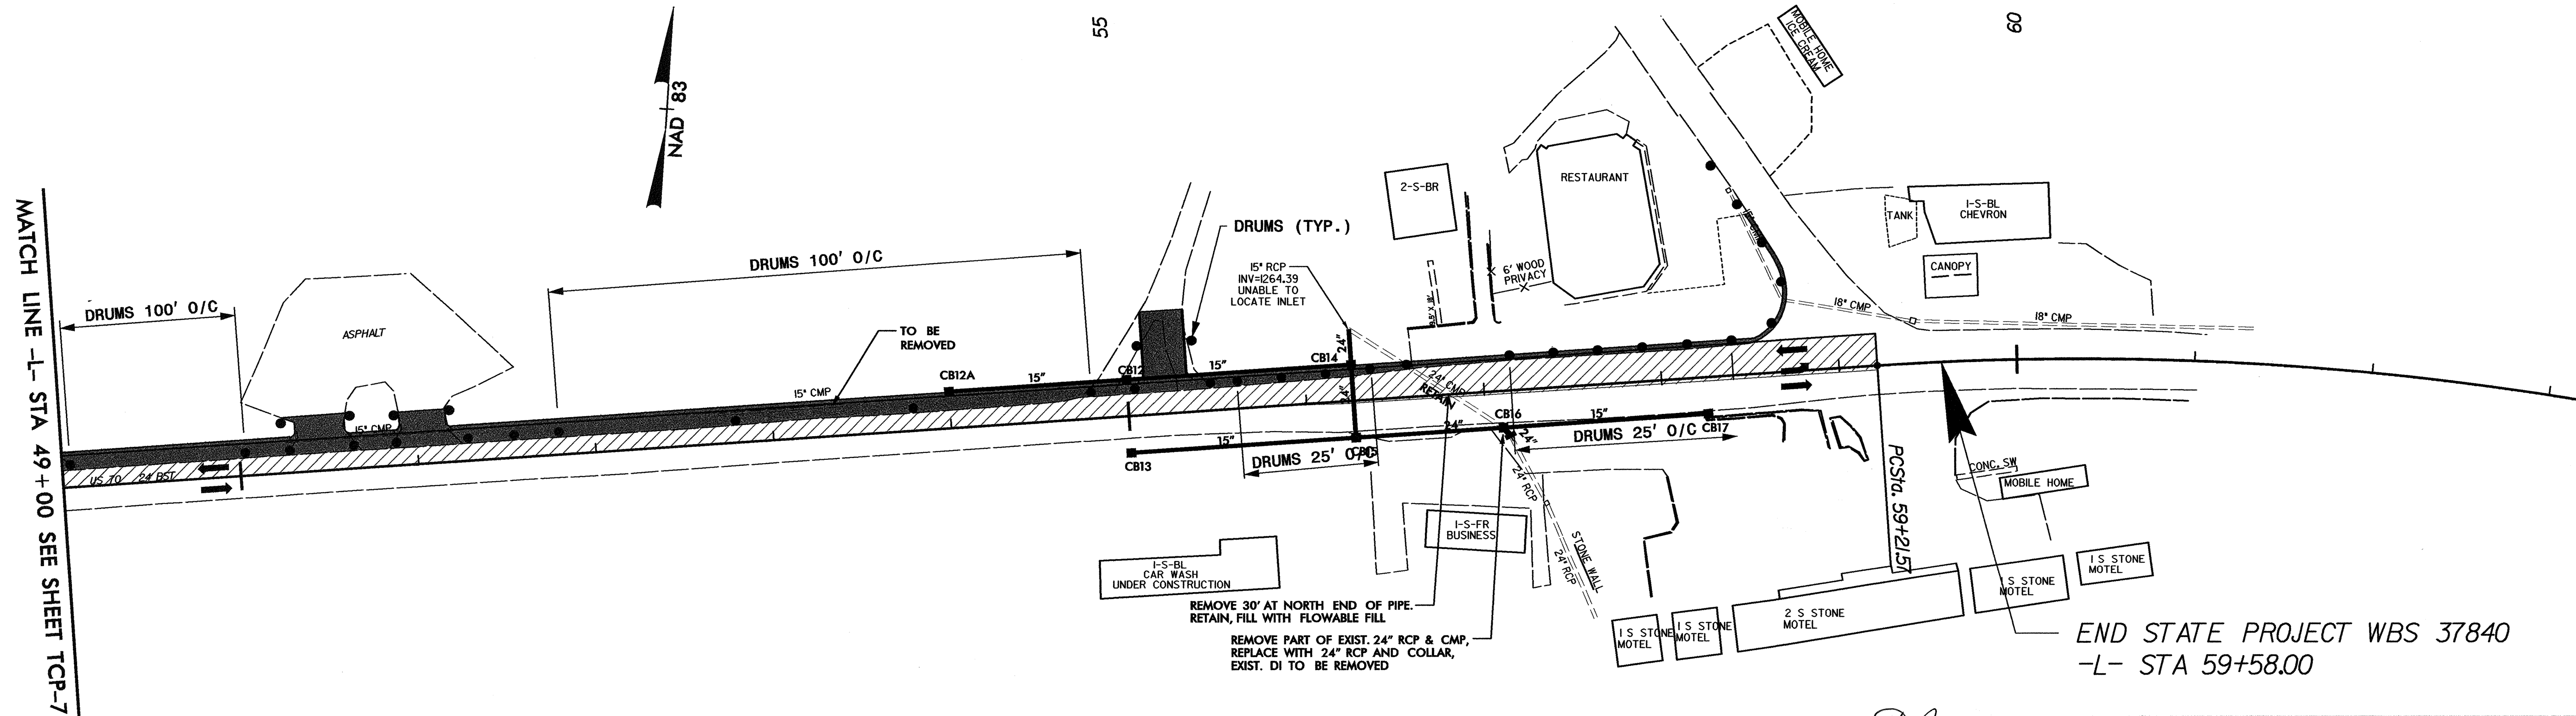 55
60
NAD 83
MATCH LINE -L- STA 49+00 SEE SHEET TCP-7
DRUMS 100' O/C
ASPHALT
15" CMP
US TO 24' BST
DRUMS 100' O/C
TO BE
REMOVED
15" CMP
CB12A
15"
CB12
DRUMS (TYP.)
15"
15" RCP
INV=1264.39
UNABLE TO
LOCATE INLET
24"
CB14
24"
24" CMP
RETAIN
CB13
15"
CB15
24"
CB16
15"
CB17
DRUMS 25' O/C
DRUMS 25' O/C
24"
24" RCP
24" RCP
STONE WALL
2-S-BR
6' WOOD
PRIVACY
RESTAURANT
MOBILE HOME
ICE CREAM
18" CMP
18" CMP
TANK
1-S-BL
CHEVRON
CANOPY
1-S-BL
CAR WASH
UNDER CONSTRUCTION
1-S-FR
BUSINESS
REMOVE 30' AT NORTH END OF PIPE.
RETAIN, FILL WITH FLOWABLE FILL
REMOVE PART OF EXIST. 24" RCP & CMP,
REPLACE WITH 24" RCP AND COLLAR,
EXIST. DI TO BE REMOVED
1 S STONE
MOTEL
1 S STONE
MOTEL
2 S STONE
MOTEL
1 S STONE
MOTEL
1 S STONE
MOTEL
CONC. SW
MOBILE HOME
PCSta. 59+21.57
END STATE PROJECT WBS 37840
-L- STA 59+58.00